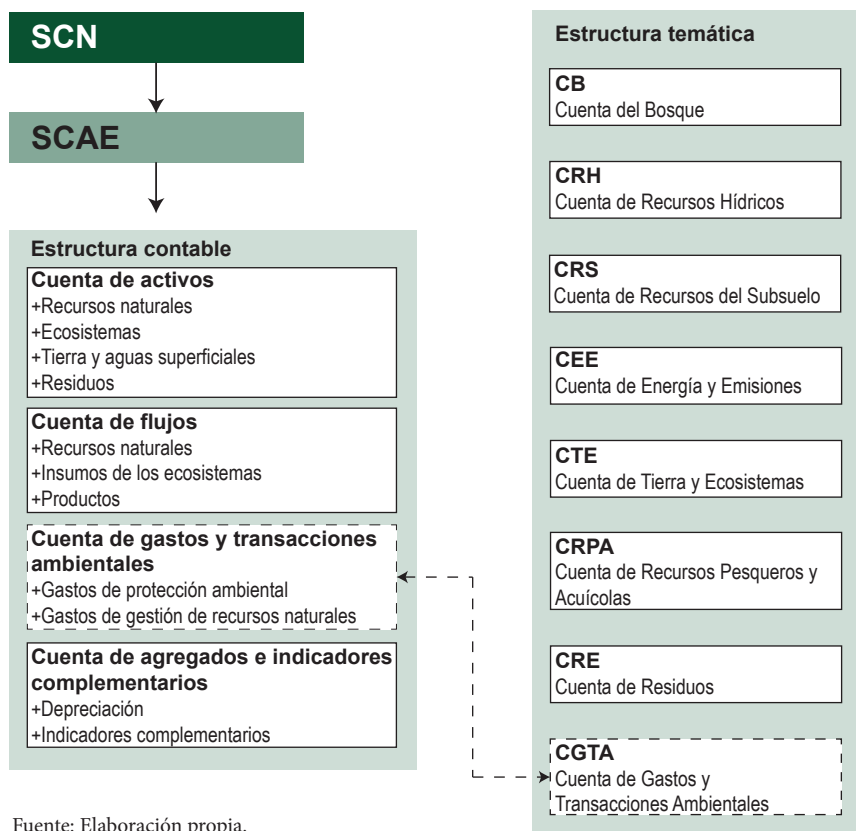 SCN
SCAE
Estructura contable
Cuenta de activos
+Recursos naturales
+Ecosistemas
+Tierra y aguas superficiales
+Residuos
Cuenta de flujos
+Recursos naturales
+Insumos de los ecosistemas
+Productos
Cuenta de gastos y transacciones
ambientales
+Gastos de protección ambiental
+Gastos de gestión de recursos naturales
Cuenta de agregados e indicadores
complementarios
+Depreciación
+Indicadores complementarios
Estructura temática
CB
Cuenta del Bosque
CRH
Cuenta de Recursos Hídricos
CRS
Cuenta de Recursos del Subsuelo
CEE
Cuenta de Energía y Emisiones
CTE
Cuenta de Tierra y Ecosistemas
CRPA
Cuenta de Recursos Pesqueros y
Acuícolas
CRE
Cuenta de Residuos
CGTA
Cuenta de Gastos y
Transacciones Ambientales
Fuente: Elaboración propia.